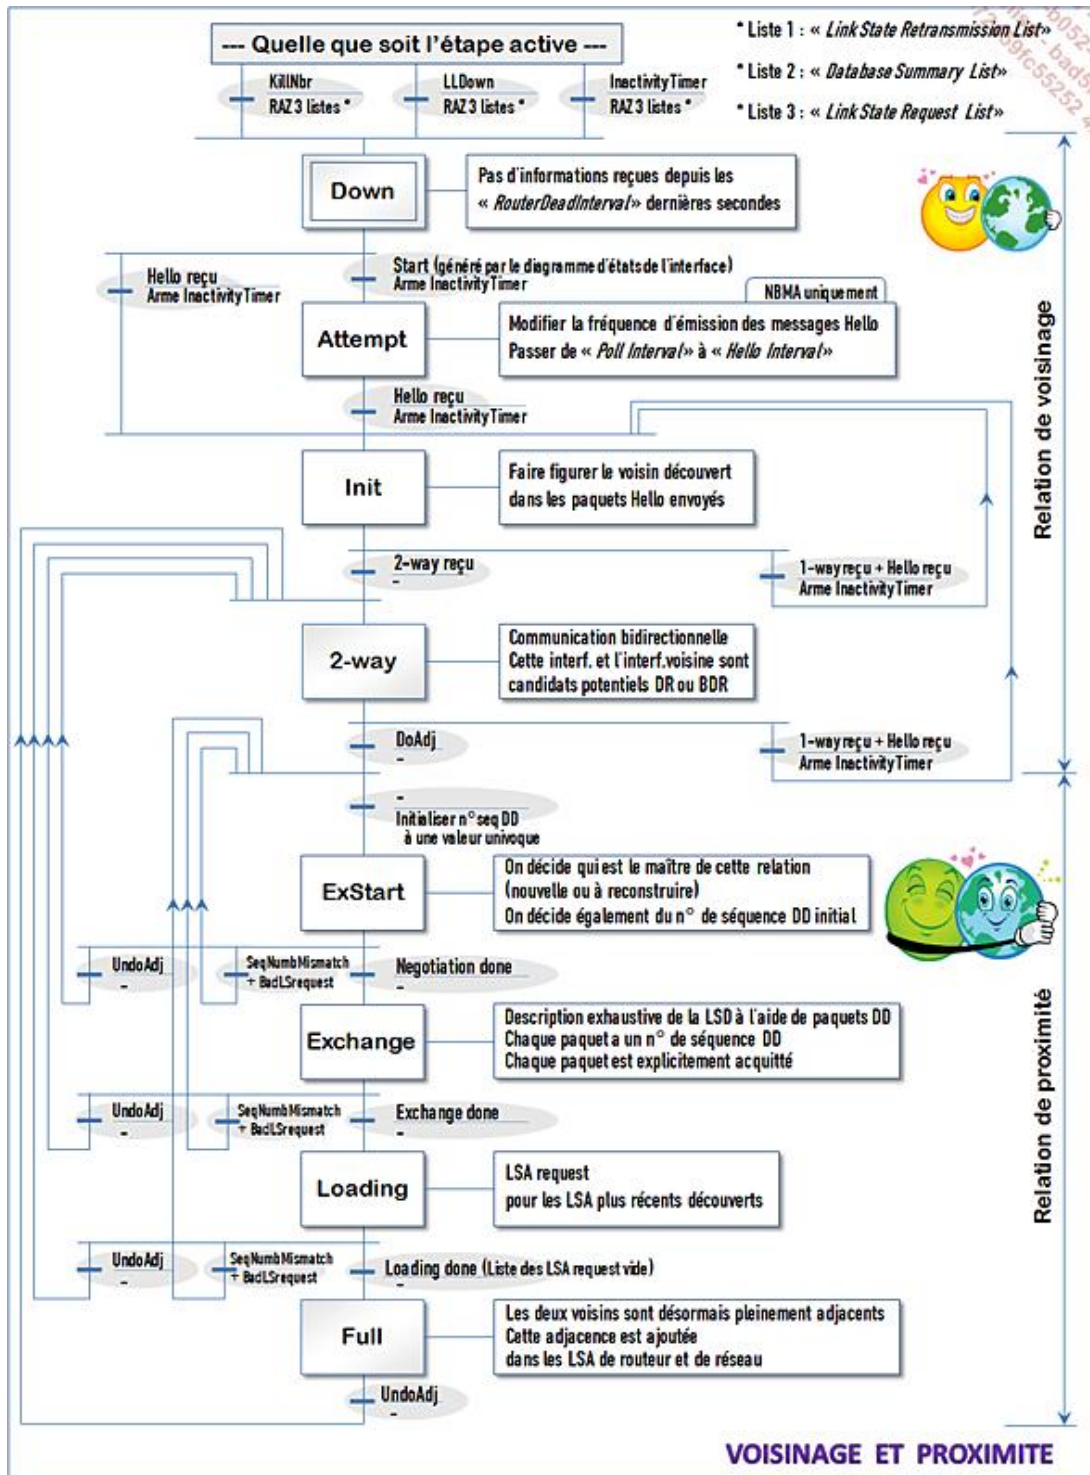 --- Quelle que soit l'étape active ---
* Liste 1 : « Link State Retransmission List»
* Liste 2 : « Database Summary List»
* Liste 3 : « Link State Request List»
KillNbr
RAZ 3 listes *
LLDown
RAZ 3 listes *
InactivityTimer
RAZ 3 listes *
Down
Pas d'informations reçues depuis les
« RouterDeadInterval» dernières secondes
Hello reçu
Arme InactivityTimer
Start (généré par le diagramme d'états de l'interface)
Arme InactivityTimer
NBMA uniquement
Attempt
Modifier la fréquence d'émission des messages Hello
Passer de « Poll Interval» à « Hello Interval»
Hello reçu
Arme InactivityTimer
Init
Faire figurer le voisin découvert
dans les paquets Hello envoyés
2-way reçu
-
1-way reçu + Hello reçu
Arme InactivityTimer
2-way
Communication bidirectionnelle
Cette interf. et l'interf.voisine sont
candidats potentiels DR ou BDR
DoAdj
-
1-way reçu + Hello reçu
Arme InactivityTimer
Relation de voisinage
-
Initialiser n° seq DD
à une valeur univoque
ExStart
On décide qui est le maître de cette relation
(nouvelle ou à reconstruire)
On décide également du n° de séquence DD initial
UndoAdj
-
SeqNumbMismatch
+ BadLSrequest
Negotiation done
-
Exchange
Description exhaustive de la LSD à l'aide de paquets DD
Chaque paquet a un n° de séquence DD
Chaque paquet est explicitement acquitté
UndoAdj
-
SeqNumbMismatch
+ BadLSrequest
Exchange done
-
Loading
LSA request
pour les LSA plus récents découverts
UndoAdj
-
SeqNumbMismatch
+ BadLSrequest
Loading done (Liste des LSA request vide)
-
Full
Les deux voisins sont désormais pleinement adjacents
Cette adjacence est ajoutée
dans les LSA de routeur et de réseau
UndoAdj
-
Relation de proximité
VOISINAGE ET PROXIMITE